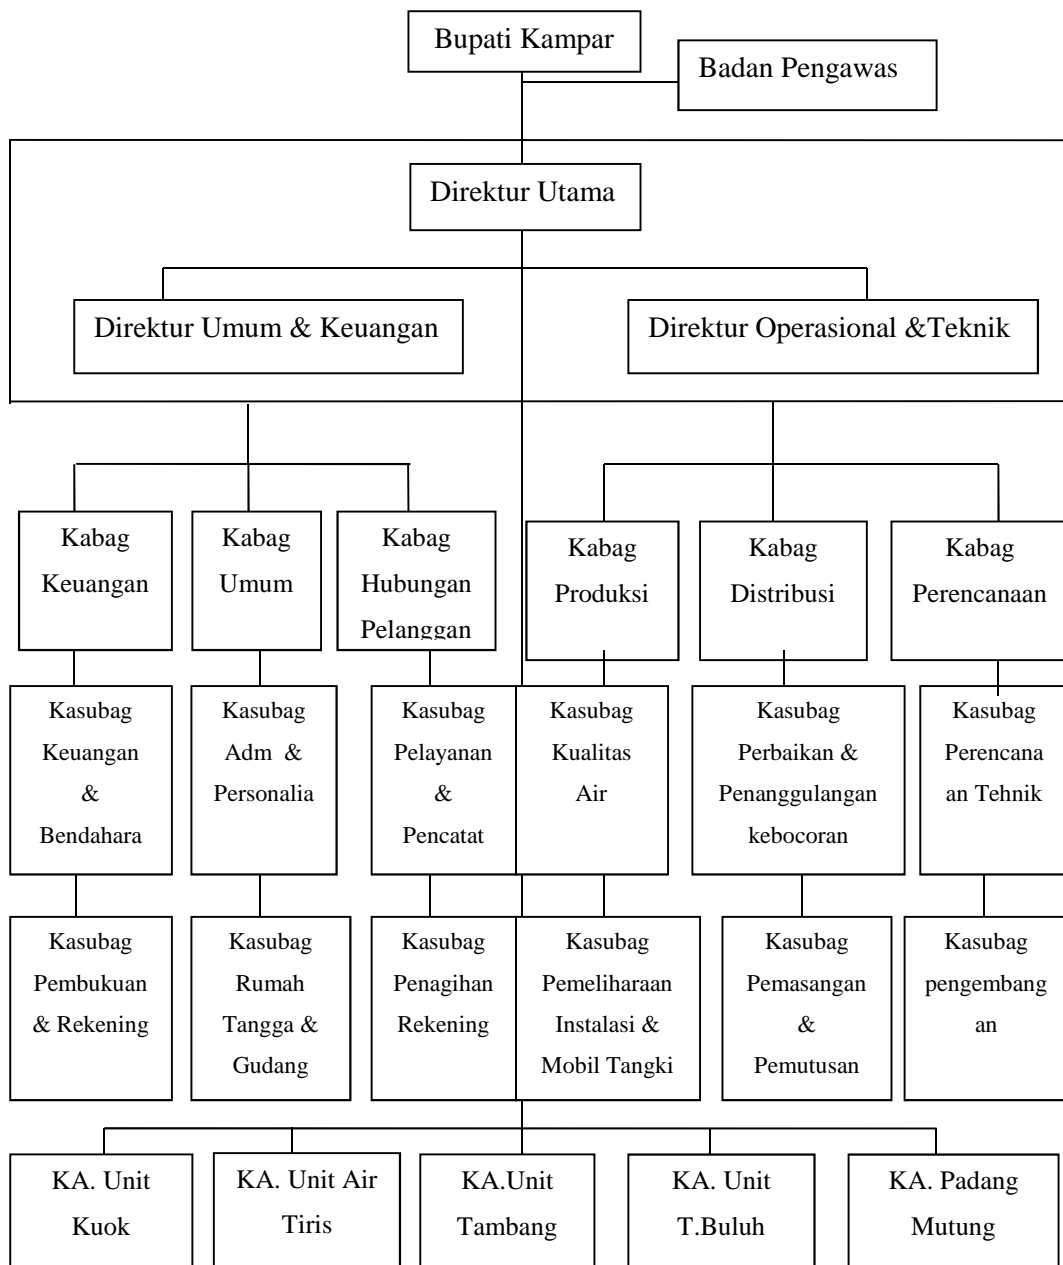 Bupati Kampar
Badan Pengawas
Direktur Utama
Direktur Umum & Keuangan
Direktur Operasional &Teknik
Kabag
Keuangan
Kabag
Umum
Kabag
Hubungan
Pelanggan
Kabag
Produksi
Kabag
Distribusi
Kabag
Perencanaan
Kasubag
Keuangan
&
Bendahara
Kasubag
Adm & 
Personalia
Kasubag
Pelayanan
&
Pencatat
Kasubag
Kualitas
Air
Kasubag
Perbaikan &
Penanggulangan
kebocoran
Kasubag
Perencana
an Tehnik
Kasubag
Pembukuan
& Rekening
Kasubag
Rumah
Tangga &
Gudang
Kasubag
Penagihan
Rekening
Kasubag
Pemeliharaan
Instalasi &
Mobil Tangki
Kasubag
Pemasangan
&
Pemutusan
Kasubag
pengembang
an
KA. Unit
Kuok
KA. Unit Air
Tiris
KA.Unit
Tambang
KA. Unit
T.Buluh
KA. Padang
Mutung